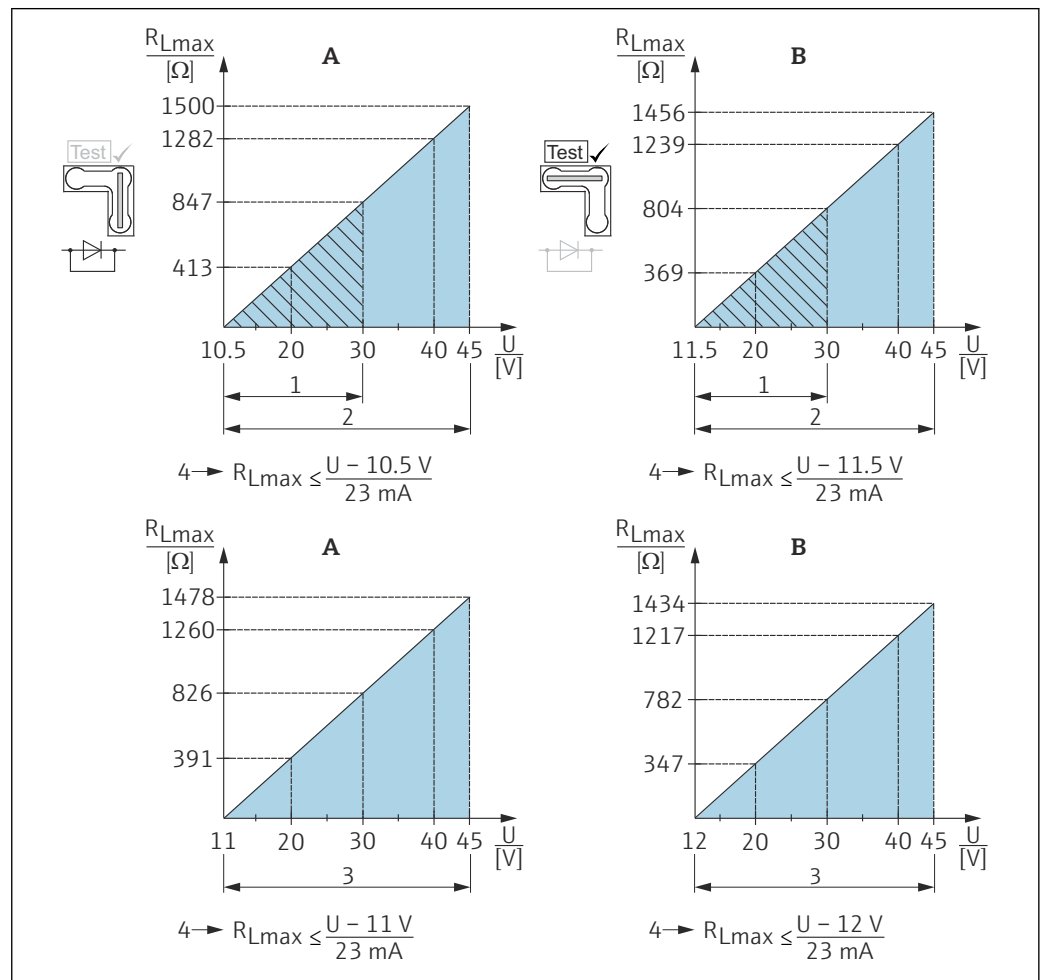 RLmax
[Ω]
A
1500
1282
847
413
Test
10.5 20 30 40 45 U
[V]
1
2
4 RLmax ≤ U – 10.5 V
23 mA
RLmax
[Ω]
B
1456
1239
804
369
Test
11.5 20 30 40 45 U
[V]
1
2
4 RLmax ≤ U – 11.5 V
23 mA
RLmax
[Ω]
A
1478
1260
826
391
11 20 30 40 45 U
[V]
3
4 RLmax ≤ U – 11 V
23 mA
RLmax
[Ω]
B
1434
1217
782
347
12 20 30 40 45 U
[V]
3
4 RLmax ≤ U – 12 V
23 mA